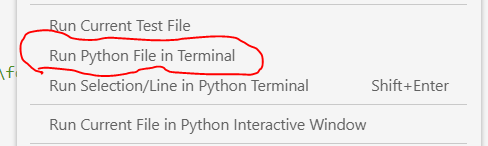 Run Current Test File
Run Python File in Terminal
\f
Run Selection/Line in Python Terminal Shift+Enter
Run Current File in Python Interactive Window